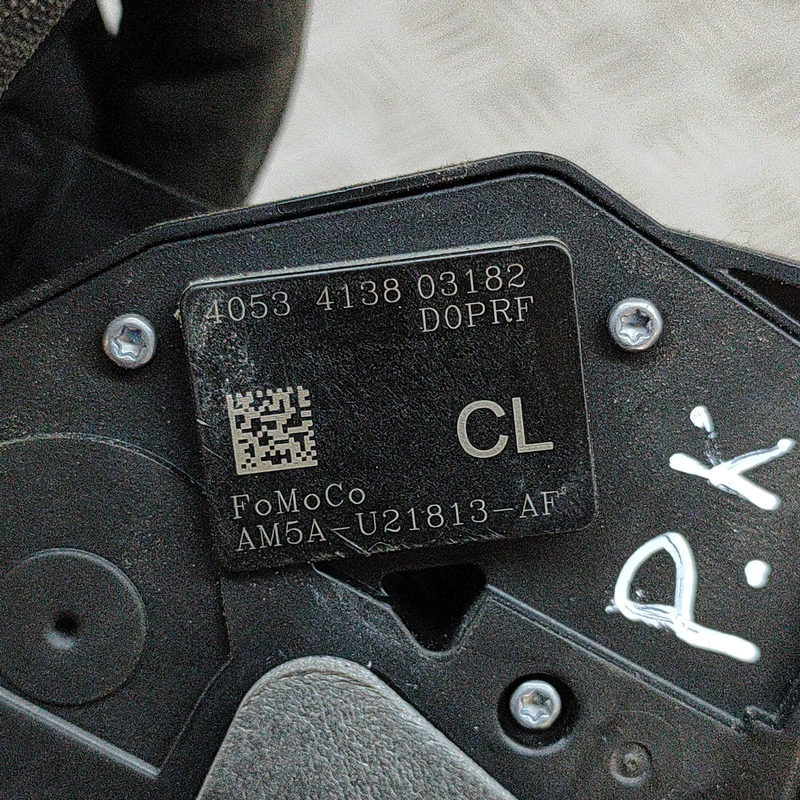 4053 4138 03182
D0PRF
CL
FoMoCo
AM5A-U21813-AF
P.K